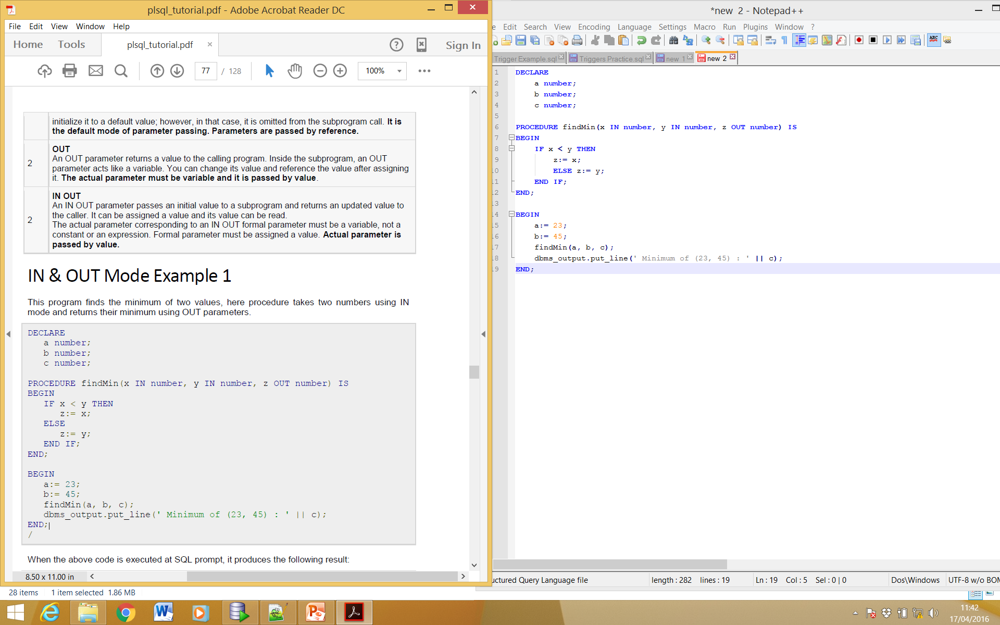 plsql_tutorial.pdf - Adobe Acrobat Reader DC
File Edit View Window Help
Home Tools plsql_tutorial.pdf × ? Sign In
77 / 128 100%
initialize it to a default value; however, in that case, it is omitted from the subprogram call. It is
the default mode of parameter passing. Parameters are passed by reference.
2
OUT
An OUT parameter returns a value to the calling program. Inside the subprogram, an OUT
parameter acts like a variable. You can change its value and reference the value after assigning
it. The actual parameter must be variable and it is passed by value.
2
IN OUT
An IN OUT parameter passes an initial value to a subprogram and returns an updated value to
the caller. It can be assigned a value and its value can be read.
The actual parameter corresponding to an IN OUT formal parameter must be a variable, not a
constant or an expression. Formal parameter must be assigned a value. Actual parameter is
passed by value.
IN & OUT Mode Example 1
This program finds the minimum of two values, here procedure takes two numbers using IN
mode and returns their minimum using OUT parameters.
DECLARE
a number;
b number;
c number;
PROCEDURE findMin(x IN number, y IN number, z OUT number) IS
BEGIN
IF x < y THEN
z:= x;
ELSE
z:= y;
END IF;
END;
BEGIN
a:= 23;
b:= 45;
findMin(a, b, c);
dbms_output.put_line(' Minimum of (23, 45) : ' || c);
END;
/
When the above code is executed at SQL prompt, it produces the following result:
8.50 x 11.00 in
28 items 1 item selected 1.86 MB
*new 2 - Notepad++
e Edit Search View Encoding Language Settings Macro Run Plugins Window ?
ABC
Trigger Example.sql Triggers Practice.sql new 1 new 2
1 DECLARE
2 a number;
3 b number;
4 c number;
5
6 PROCEDURE findMin(x IN number, y IN number, z OUT number) IS
7 BEGIN
8 IF x < y THEN
9 z:= x;
.0 ELSE z:= y;
.1 END IF;
.2 END;
.3
.4 BEGIN
.5 a:= 23;
.6 b:= 45;
.7 findMin(a, b, c);
.8 dbms_output.put_line(' Minimum of (23, 45) : ' || c);
.9 END;
uctured Query Language file length : 282 lines : 19 Ln : 19 Col : 5 Sel : 0 | 0 Dos\Windows UTF-8 w/o BOM
11:42
17/04/2016